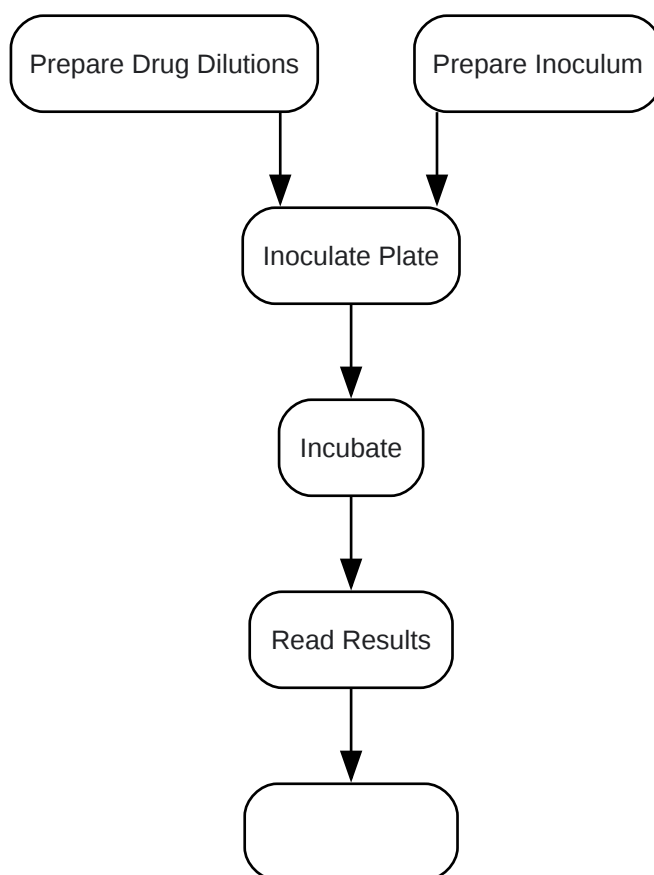 Prepare Drug Dilutions
Prepare Inoculum
Inoculate Plate
Incubate
Read Results